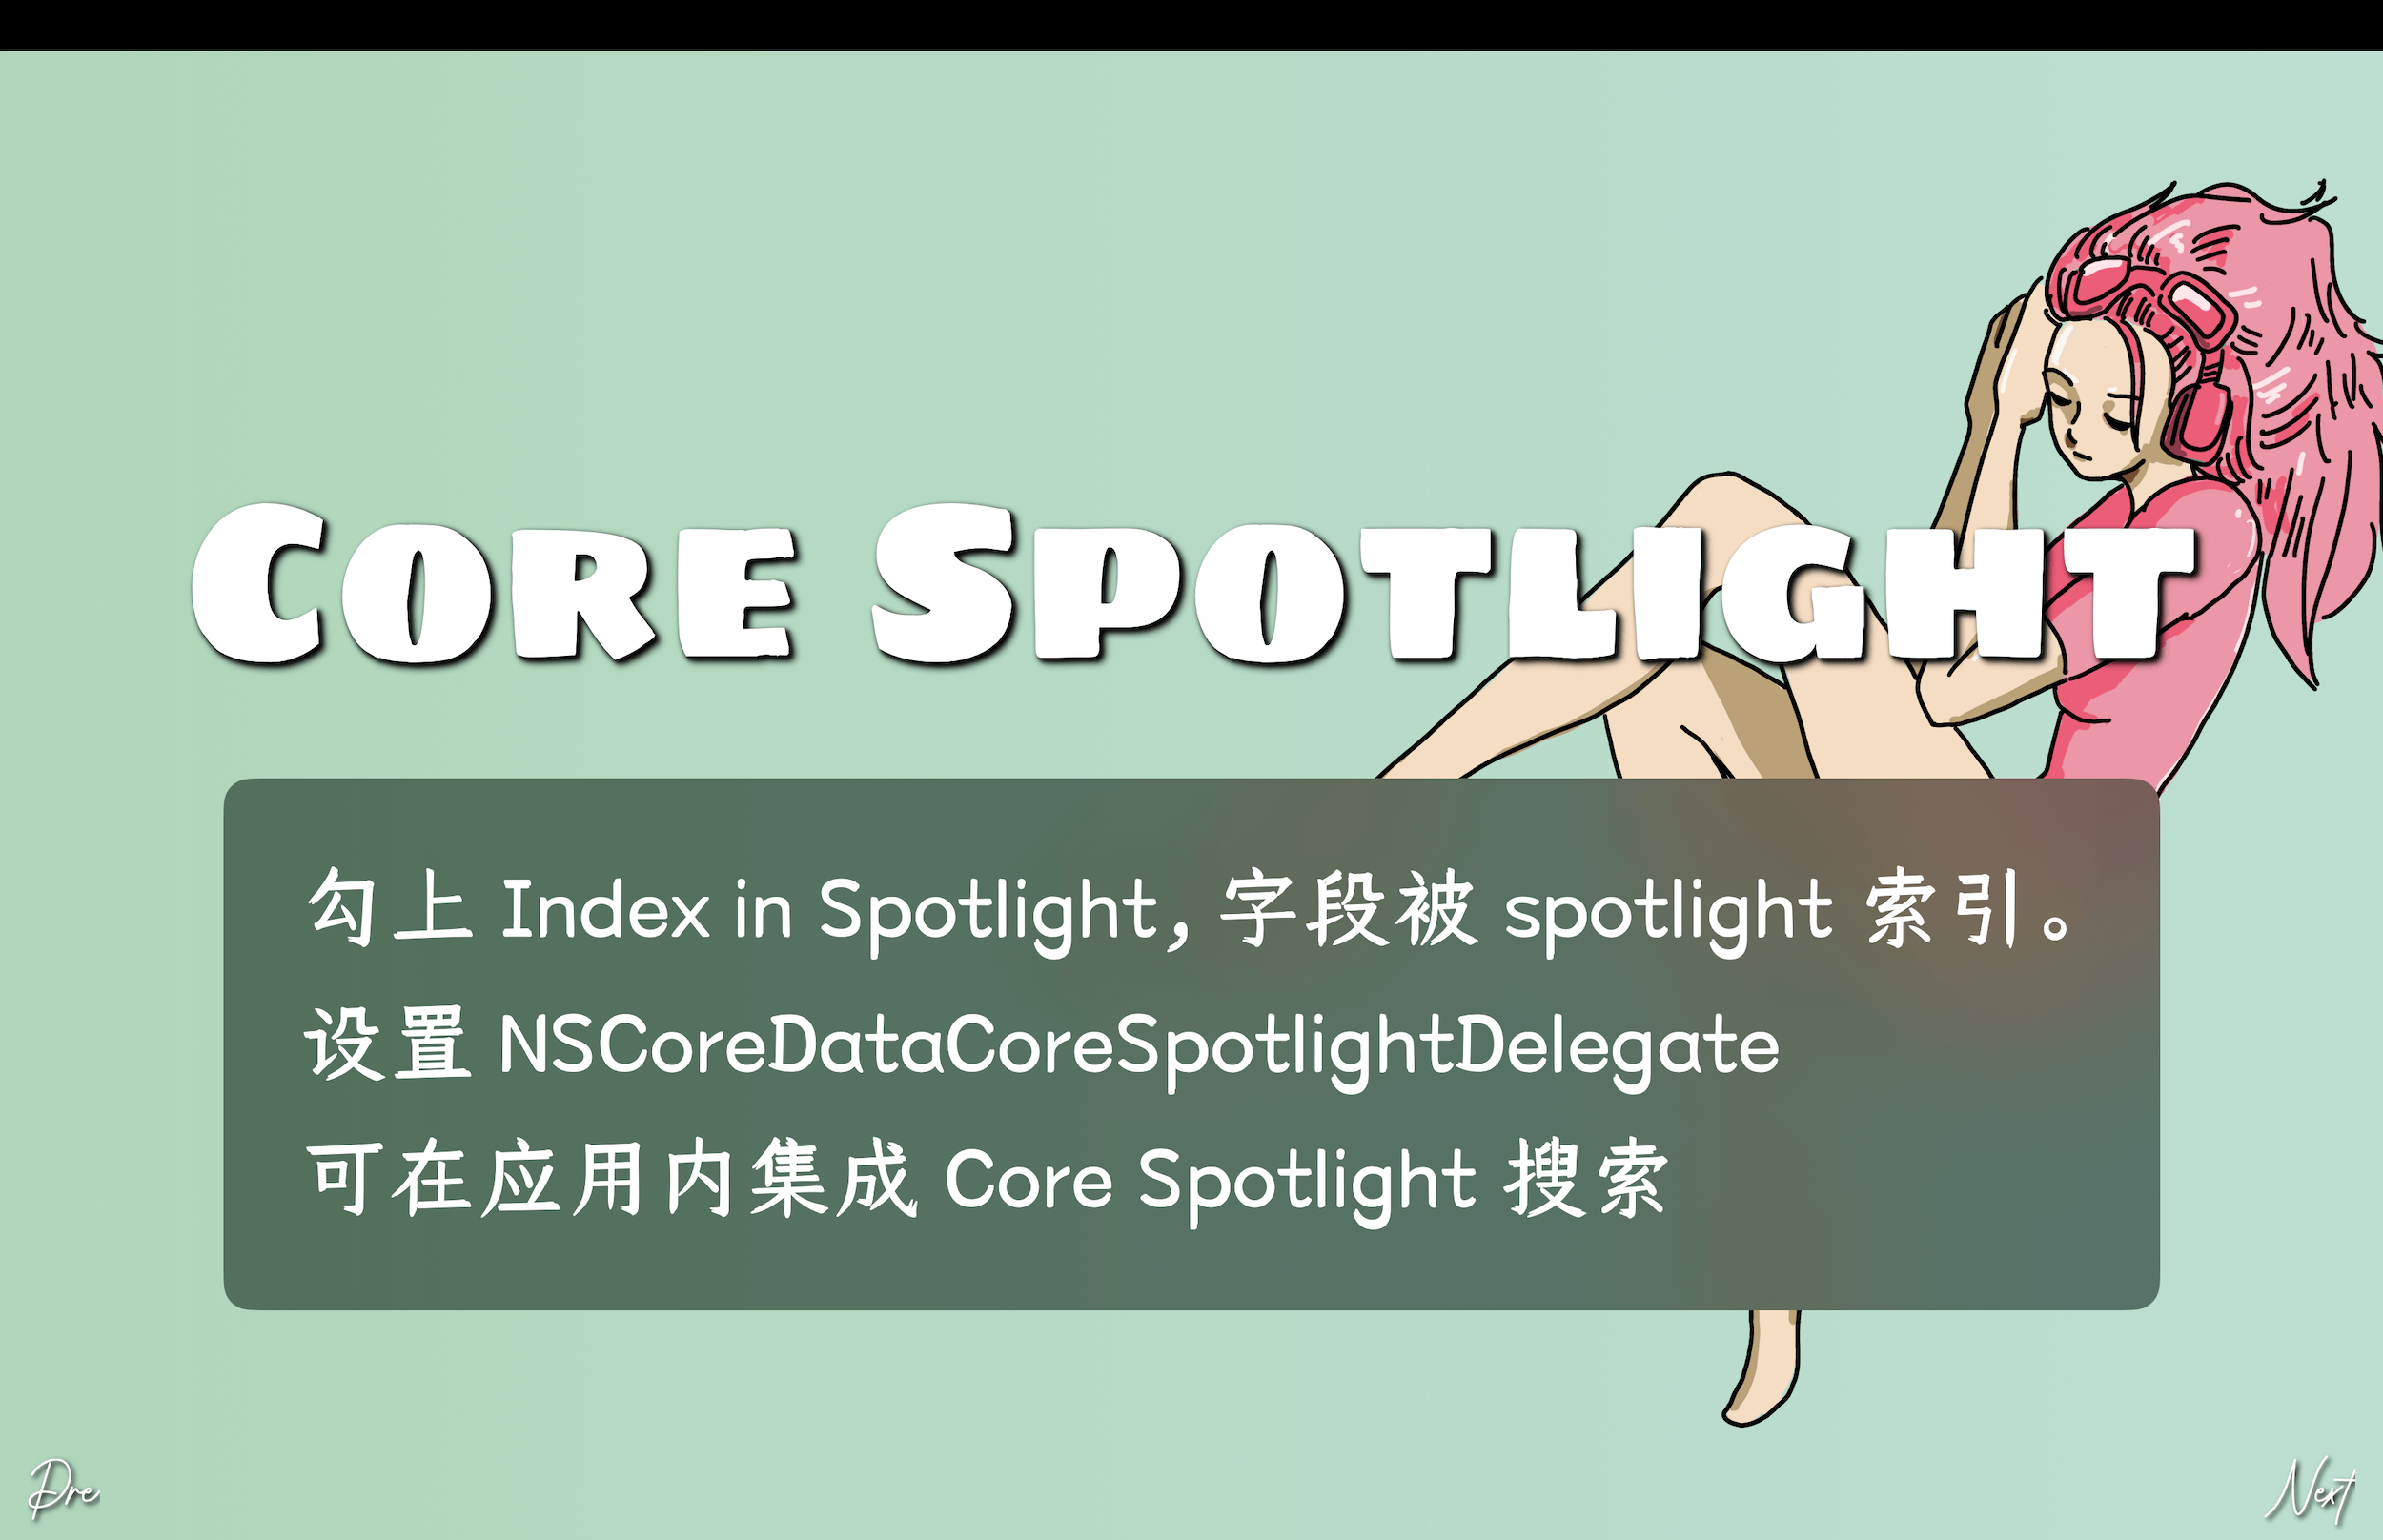 Core Spotlight
勾上 Index in Spotlight，字段被 spotlight 索引。
设置 NSCoreDataCoreSpotlightDelegate
可在应用内集成 Core Spotlight 搜索
Pre
Next